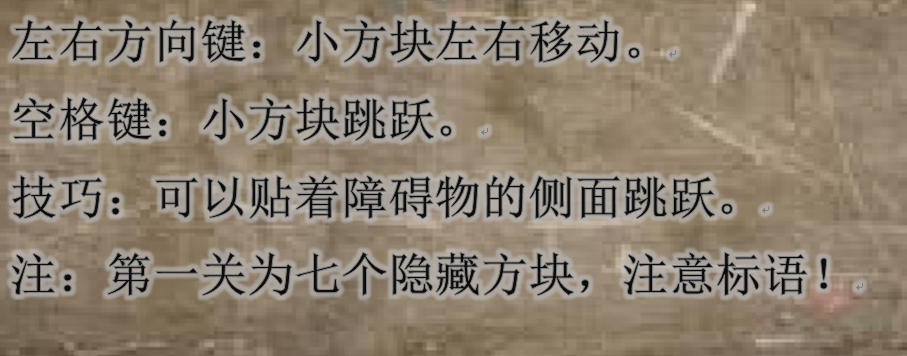 左右方向键：小方块左右移动。
空格键：小方块跳跃。
技巧：可以贴着障碍物的侧面跳跃。
注：第一关为七个隐藏方块，注意标语！